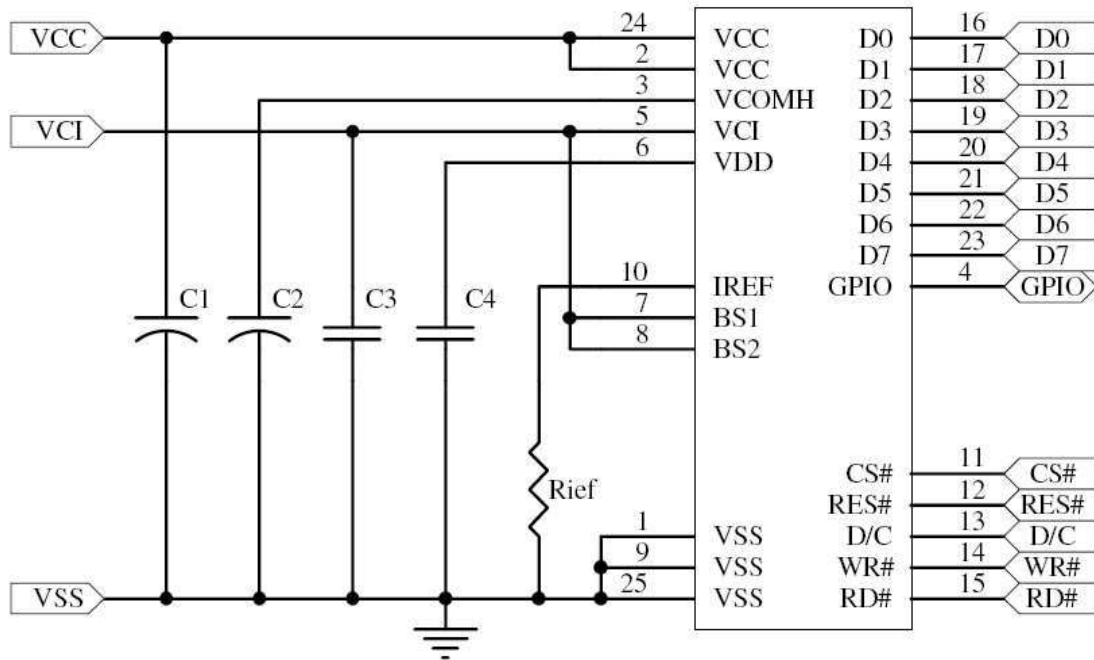 VCC 24 VCC D0 16 D0
2 VCC D1 17 D1
3 VCOMH D2 18 D2
VCI 5 VCI D3 19 D3
6 VDD D4 20 D4
D5 21 D5
D6 22 D6
D7 23 D7
10 IREF GPIO 4 GPIO
C1 C2 C3 C4 7 BS1
8 BS2
CS# 11 CS#
Rief RES# 12 RES#
1 VSS D/C 13 D/C
9 VSS WR# 14 WR#
VSS 25 VSS RD# 15 RD#